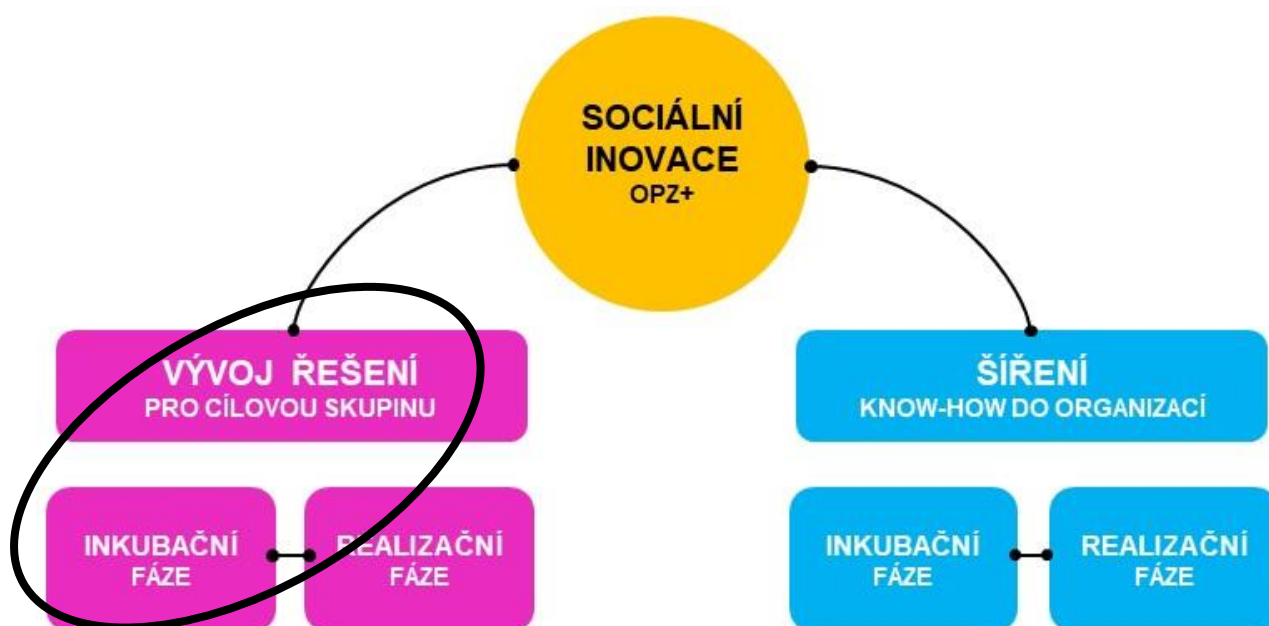 SOCIÁLNÍ
INOVACE
OPZ+
VÝVOJ ŘEŠENÍ
PRO CÍLOVOU SKUPINU
ŠÍŘENÍ
KNOW-HOW DO ORGANIZACÍ
INKUBAČNÍ
FÁZE
REALIZAČNÍ
FÁZE
INKUBAČNÍ
FÁZE
REALIZAČNÍ
FÁZE